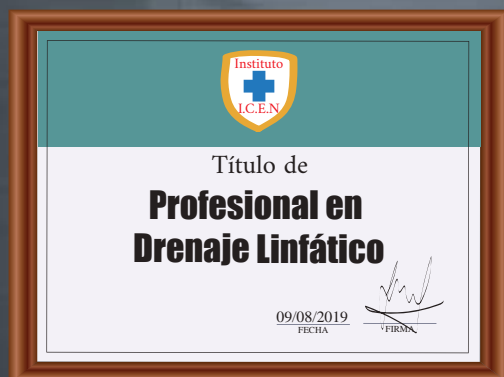 Instituto
I.C.E.N
Título de
Profesional en
Drenaje Linfático
09/08/2019
FECHA
FIRMA